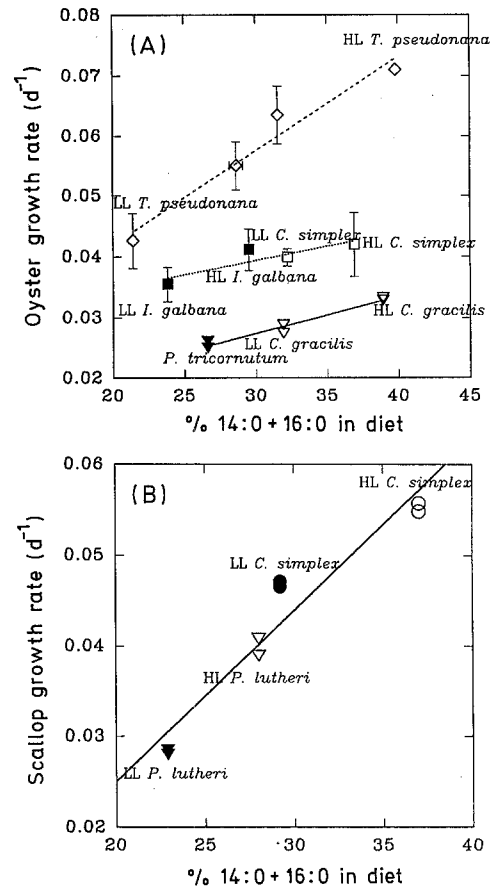 (A)
HL T. pseudonana
LL T. pseudonana
LL C. simplex
HL C. simplex
HL I. galbana
LL I. galbana
HL C. gracilis
LL C. gracilis
P. tricornutum
0.08
0.07
0.06
0.05
0.04
0.03
0.02
Oyster growth rate (d⁻¹)
15 20 25 30 35 40 45
% 14:0+16:0 in diet
(B)
HL C. simplex
LL C. simplex
HL P. lutheri
LL P. lutheri
0.06
0.05
0.04
0.03
0.02
Scallop growth rate (d⁻¹)
20 25 30 35 40
% 14:0+16:0 in diet